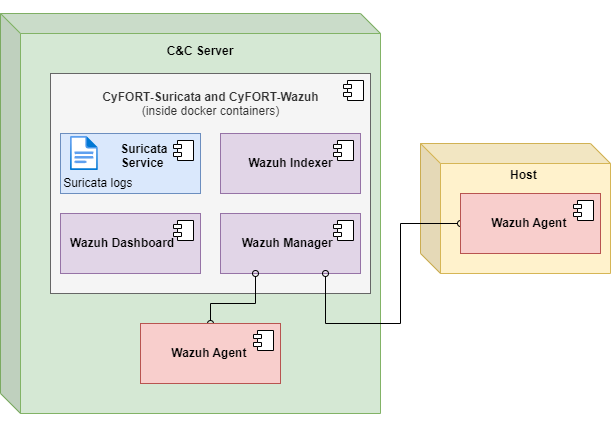 C&C Server
CyFORT-Suricata and CyFORT-Wazuh
(inside docker containers)
Suricata
Service
Suricata logs
Wazuh Indexer
Wazuh Dashboard
Wazuh Manager
Wazuh Agent
Host
Wazuh Agent